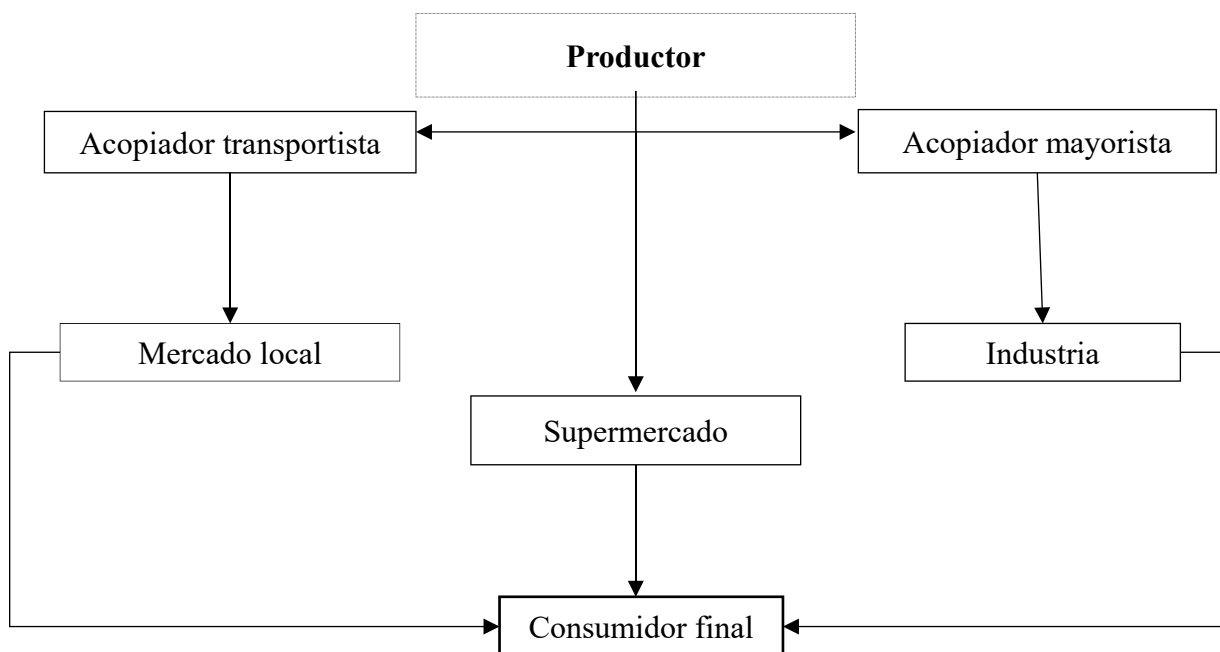 Productor
Acopiador transportista
Acopiador mayorista
Mercado local
Industria
Supermercado
Consumidor final